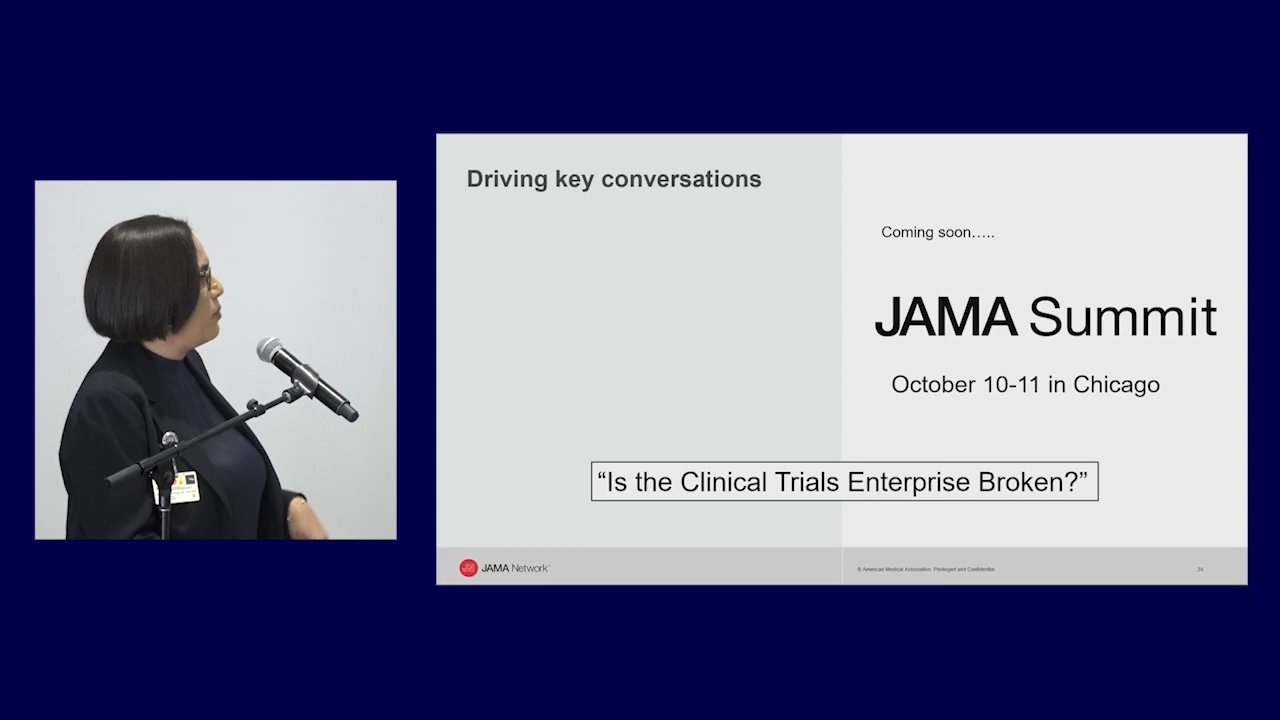 Driving key conversations
Coming soon…..
JAMA Summit
October 10-11 in Chicago
“Is the Clinical Trials Enterprise Broken?”
JAMA Network™
© American Medical Association. Privileged and Confidential
24